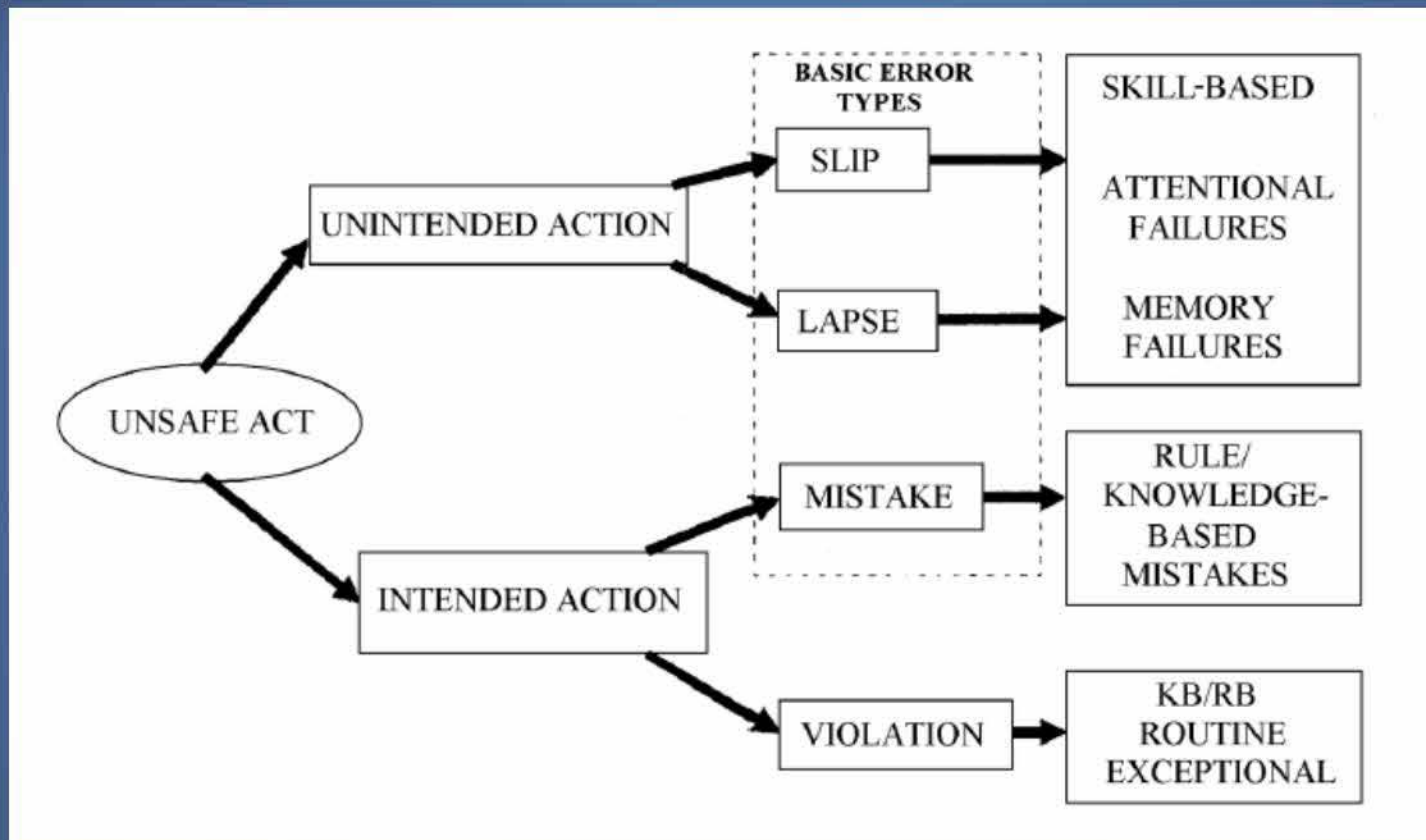 BASIC ERROR
TYPES
SKILL-BASED
SLIP
ATTENTIONAL
FAILURES
UNINTENDED ACTION
LAPSE
MEMORY
FAILURES
UNSAFE ACT
MISTAKE
RULE/
KNOWLEDGE-
BASED
MISTAKES
INTENDED ACTION
VIOLATION
KB/RB
ROUTINE
EXCEPTIONAL